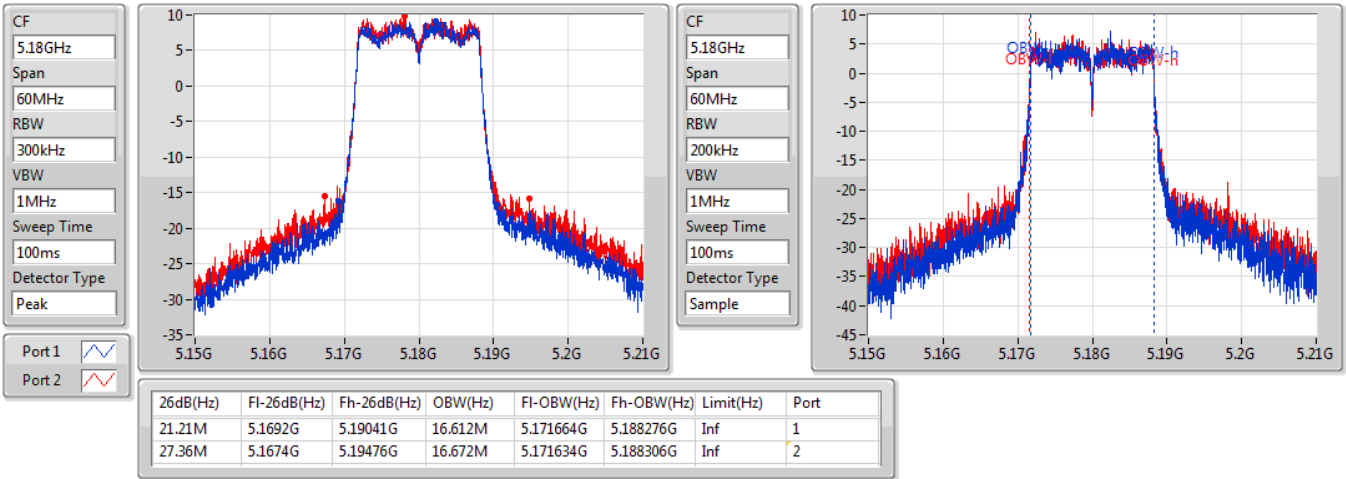 CF
5.18GHz
Span
60MHz
RBW
300kHz
VBW
1MHz
Sweep Time
100ms
Detector Type
Peak
Port 1
Port 2
10
5
0
-5
-10
-15
-20
-25
-30
-35
5.15G 5.16G 5.17G 5.18G 5.19G 5.2G 5.21G
CF
5.18GHz
Span
60MHz
RBW
200kHz
VBW
1MHz
Sweep Time
100ms
Detector Type
Sample
10
5
0
-5
-10
-15
-20
-25
-30
-35
-40
-45
5.15G 5.16G 5.17G 5.18G 5.19G 5.2G 5.21G
26dB(Hz) Fl-26dB(Hz) Fh-26dB(Hz) OBW(Hz) Fl-OBW(Hz) Fh-OBW(Hz) Limit(Hz) Port
21.21M 5.1692G 5.19041G 16.612M 5.171664G 5.188276G Inf 1
27.36M 5.1674G 5.19476G 16.672M 5.171634G 5.188306G Inf 2